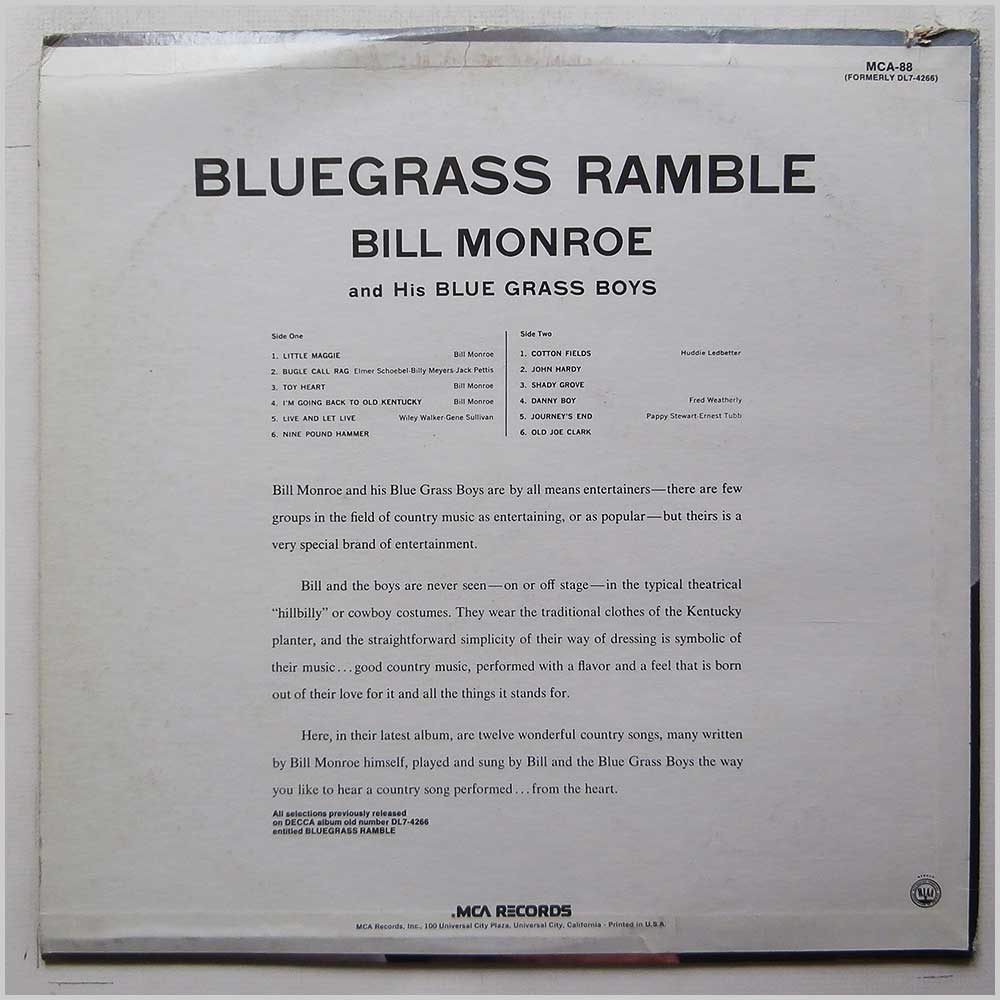 MCA-88
(FORMERLY DL7-4266)
BLUEGRASS RAMBLE
BILL MONROE
and His BLUE GRASS BOYS
Side One
1. LITTLE MAGGIE Bill Monroe
2. BUGLE CALL RAG Elmer Schoebel-Billy Meyers-Jack Pettis
3. TOY HEART Bill Monroe
4. I'M GOING BACK TO OLD KENTUCKY Bill Monroe
5. LIVE AND LET LIVE Wiley Walker-Gene Sullivan
6. NINE POUND HAMMER
Side Two
1. COTTON FIELDS Huddie Ledbetter
2. JOHN HARDY
3. SHADY GROVE
4. DANNY BOY Fred Weatherly
5. JOURNEY'S END Pappy Stewart-Ernest Tubb
6. OLD JOE CLARK
Bill Monroe and his Blue Grass Boys are by all means entertainers—there are few
groups in the field of country music as entertaining, or as popular—but theirs is a
very special brand of entertainment.
Bill and the boys are never seen—on or off stage—in the typical theatrical
“hillbilly” or cowboy costumes. They wear the traditional clothes of the Kentucky
planter, and the straightforward simplicity of their way of dressing is symbolic of
their music...good country music, performed with a flavor and a feel that is born
out of their love for it and all the things it stands for.
Here, in their latest album, are twelve wonderful country songs, many written
by Bill Monroe himself, played and sung by Bill and the Blue Grass Boys the way
you like to hear a country song performed...from the heart.
All selections previously released
on DECCA album old number DL7-4266
entitled BLUEGRASS RAMBLE
MCA RECORDS
MCA Records, Inc., 100 Universal City Plaza, Universal City, California - Printed in U.S.A.